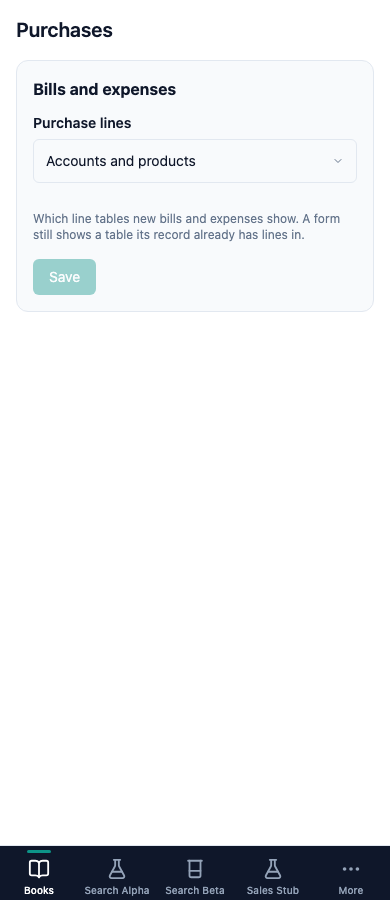 Purchases
Bills and expenses
Purchase lines
Accounts and products
Which line tables new bills and expenses show. A form
still shows a table its record already has lines in.
Save
Books
Search Alpha
Search Beta
Sales Stub
More